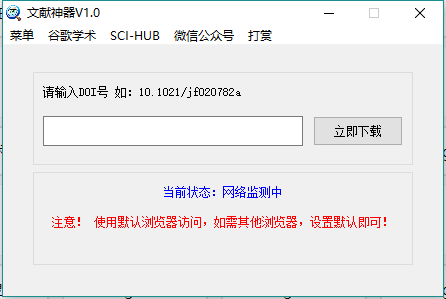 文献神器V1.0
菜单 谷歌学术 SCI-HUB 微信公众号 打赏
请输入DOI号 如：10.1021/jf020782a
立即下载
当前状态：网络监测中
注意！ 使用默认浏览器访问，如需其他浏览器，设置默认即可！